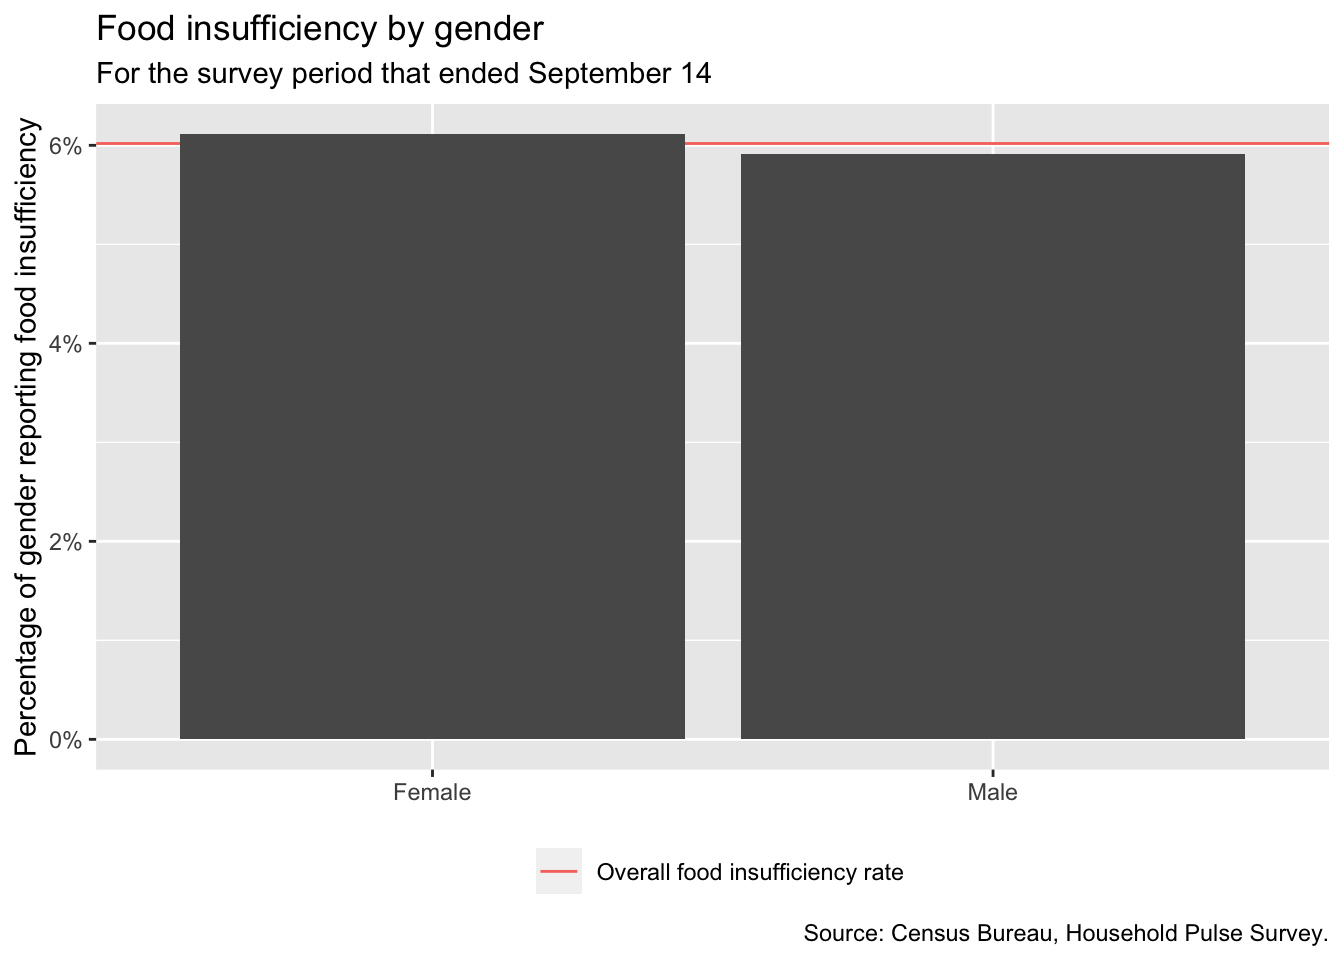 Food insufficiency by gender
For the survey period that ended September 14
Percentage of gender reporting food insufficiency
6%
4%
2%
0%
Female
Male
Overall food insufficiency rate
Source: Census Bureau, Household Pulse Survey.